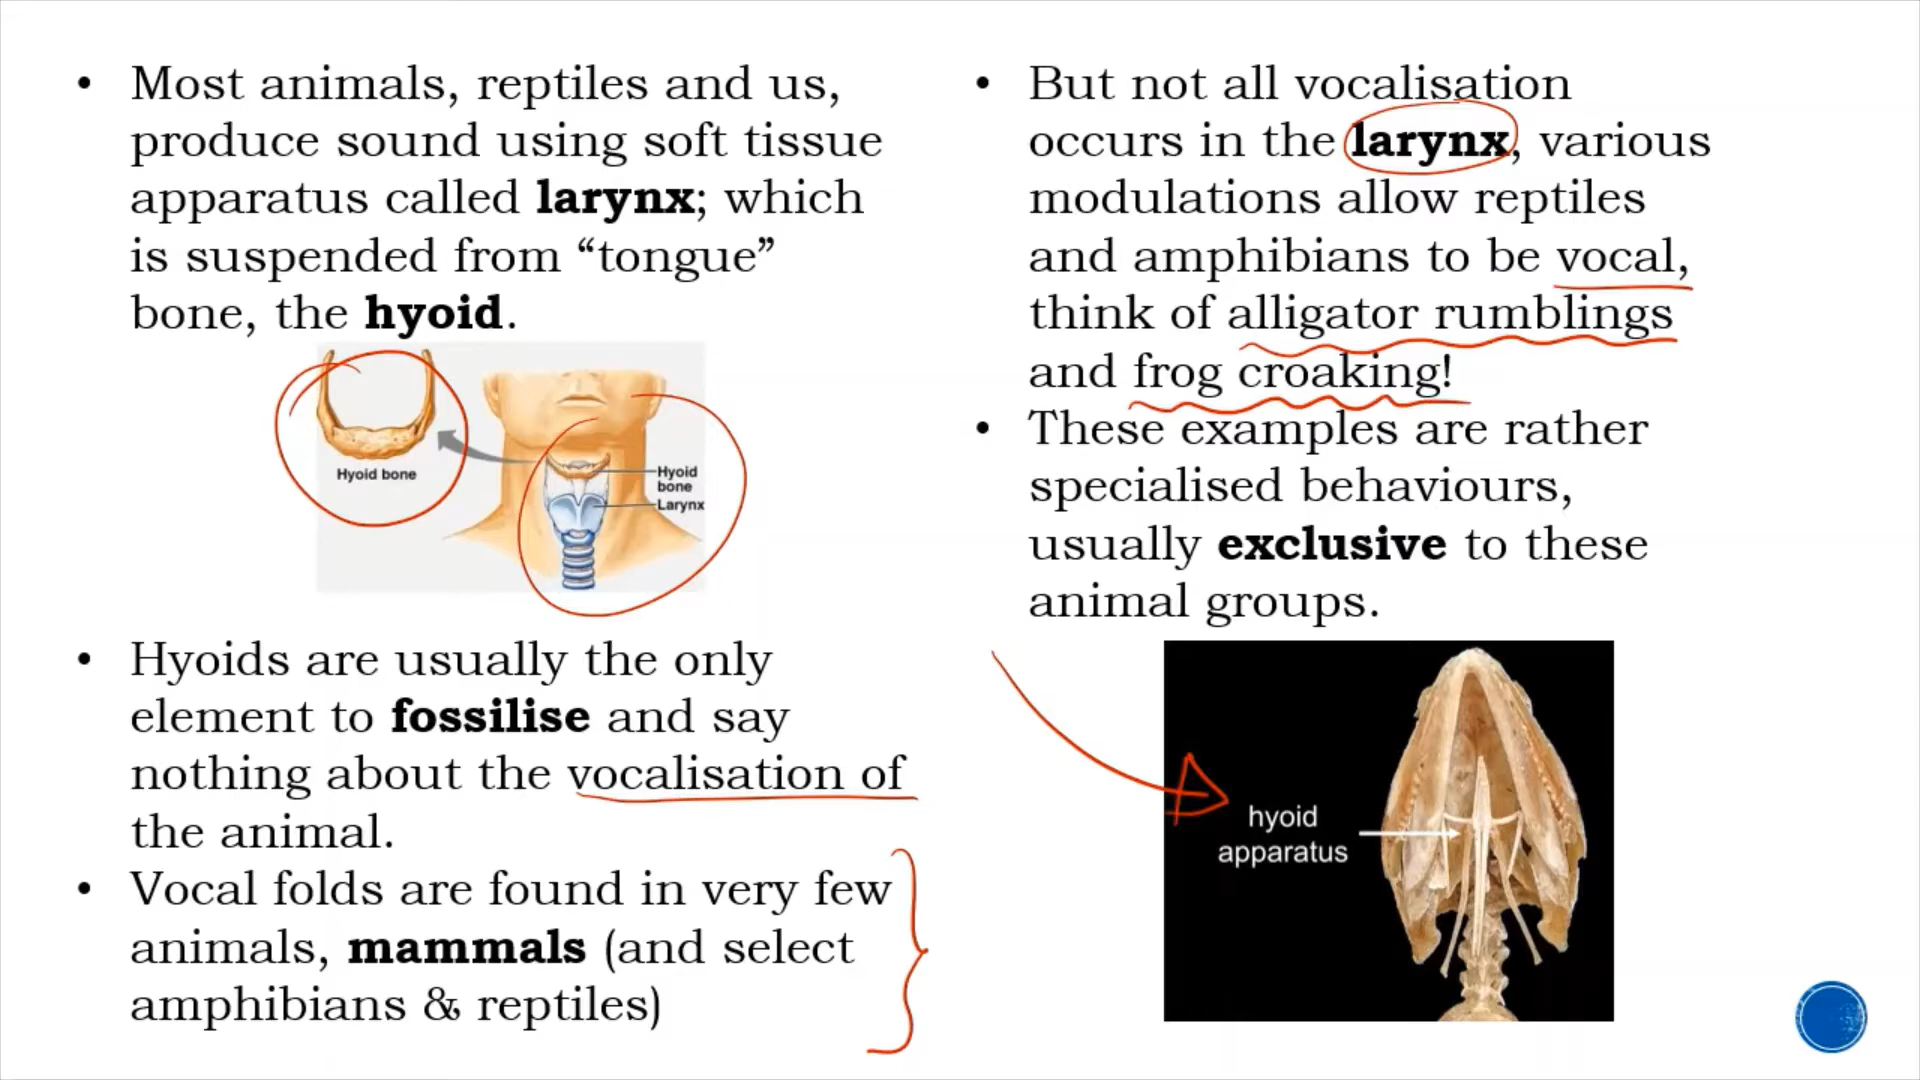 • Most animals, reptiles and us,
produce sound using soft tissue
apparatus called larynx; which
is suspended from “tongue”
bone, the hyoid.
Hyoid bone
Hyoid
bone
Larynx
• Hyoids are usually the only
element to fossilise and say
nothing about the vocalisation of
the animal.
• Vocal folds are found in very few
animals, mammals (and select
amphibians & reptiles)
• But not all vocalisation
occurs in the larynx, various
modulations allow reptiles
and amphibians to be vocal,
think of alligator rumblings
and frog croaking!
• These examples are rather
specialised behaviours,
usually exclusive to these
animal groups.
hyoid
apparatus